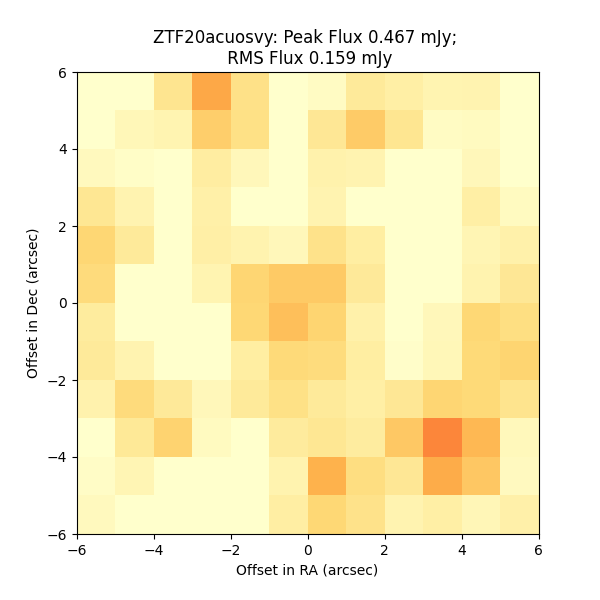 ZTF20acuosvy: Peak Flux 0.467 mJy;
RMS Flux 0.159 mJy
6
4
2
0
−2
−4
−6
Offset in Dec (arcsec)
−6 −4 −2 0 2 4 6
Offset in RA (arcsec)